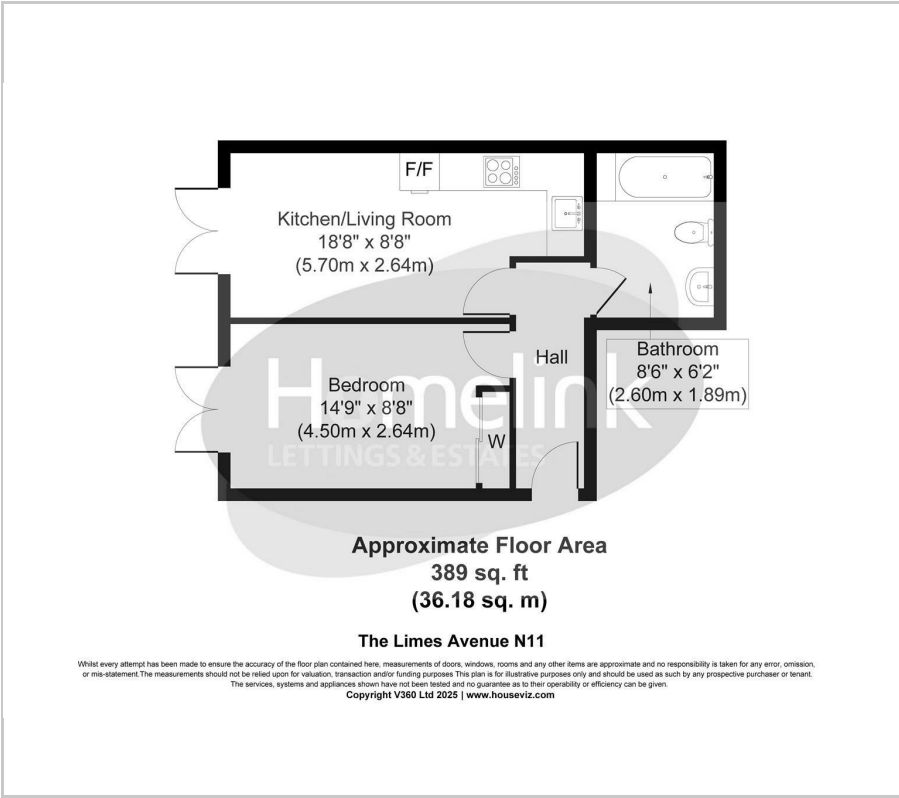 F/F
Kitchen/Living Room
18'8" x 8'8"
(5.70m x 2.64m)
Hall
Bathroom
8'6" x 6'2"
(2.60m x 1.89m)
Bedroom
14'9" x 8'8"
(4.50m x 2.64m)
W
Homelink
LETTINGS & ESTATES
Approximate Floor Area
389 sq. ft
(36.18 sq. m)
The Limes Avenue N11
Whilst every attempt has been made to ensure the accuracy of the floor plan contained here, measurements of doors, windows, rooms and any other items are approximate and no responsibility is taken for any error, omission,
or mis-statement.The measurements should not be relied upon for valuation, transaction and/or funding purposes This plan is for illustrative purposes only and should be used as such by any prospective purchaser or tenant.
The services, systems and appliances shown have not been tested and no guarantee as to their operability or efficiency can be given.
Copyright V360 Ltd 2025 | www.houseviz.com